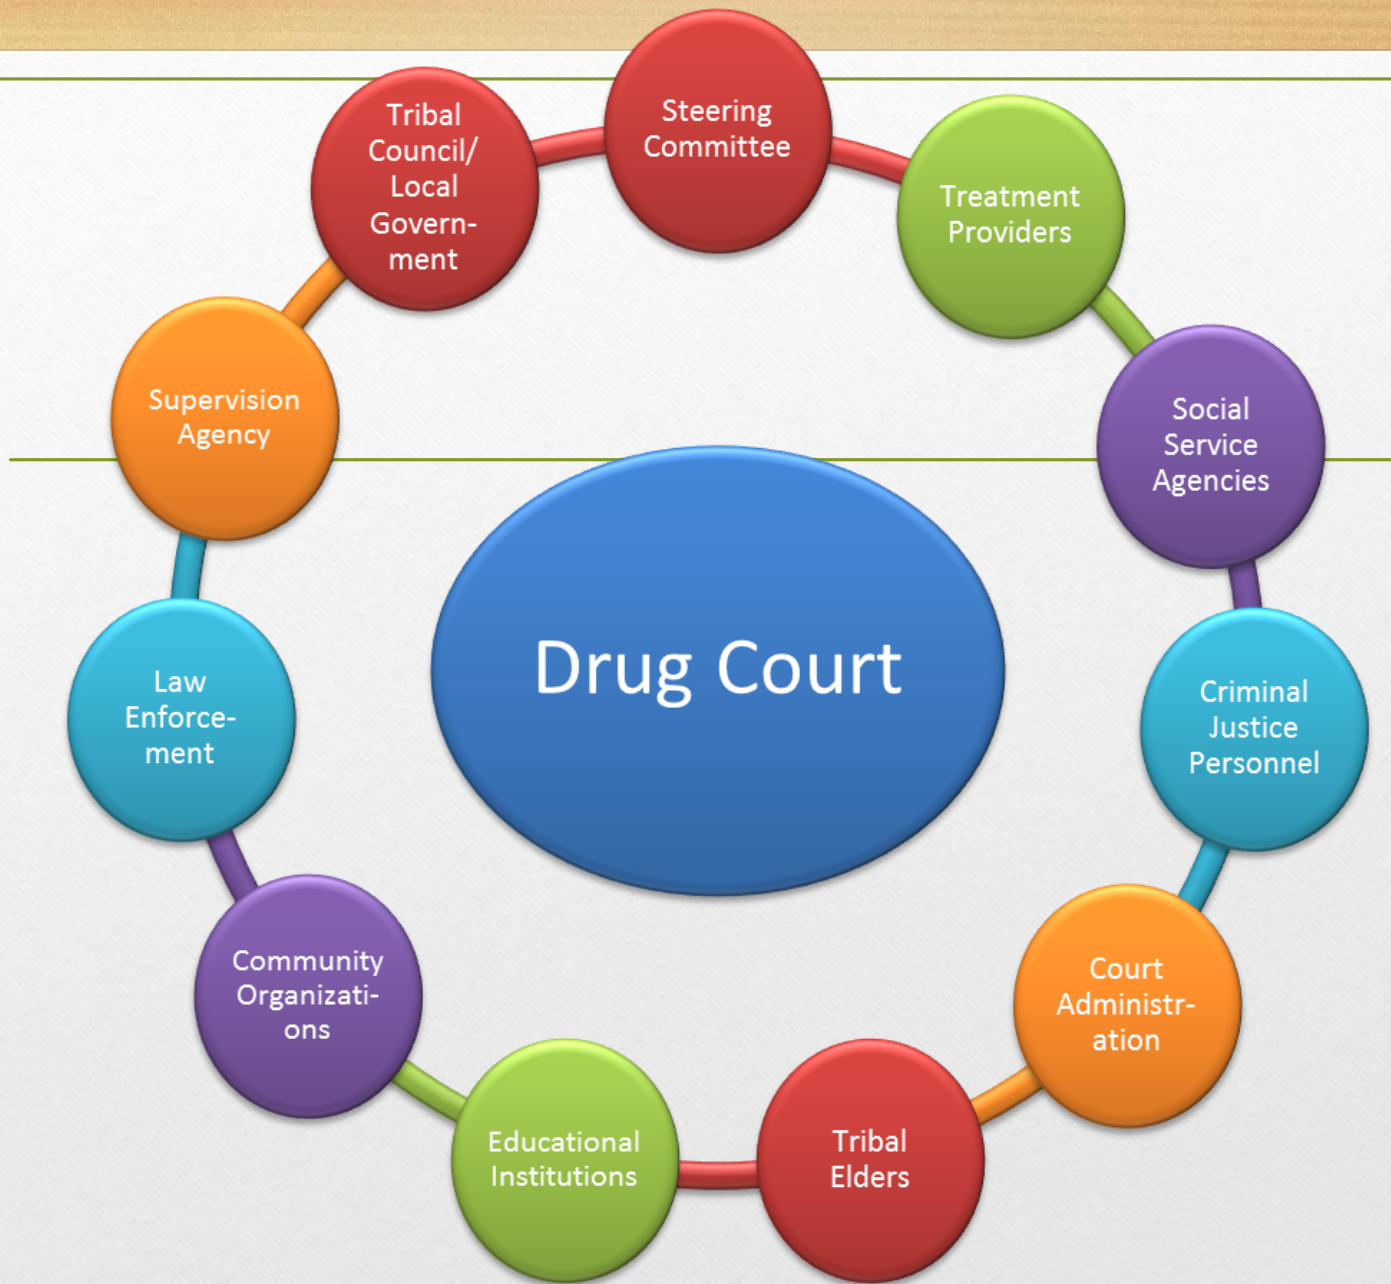 Steering
Committee
Treatment
Providers
Social
Service
Agencies
Criminal
Justice
Personnel
Court
Administr-
ation
Tribal
Elders
Educational
Institutions
Community
Organizati-
ons
Law
Enforce-
ment
Supervision
Agency
Tribal
Council/
Local
Govern-
ment
Drug Court